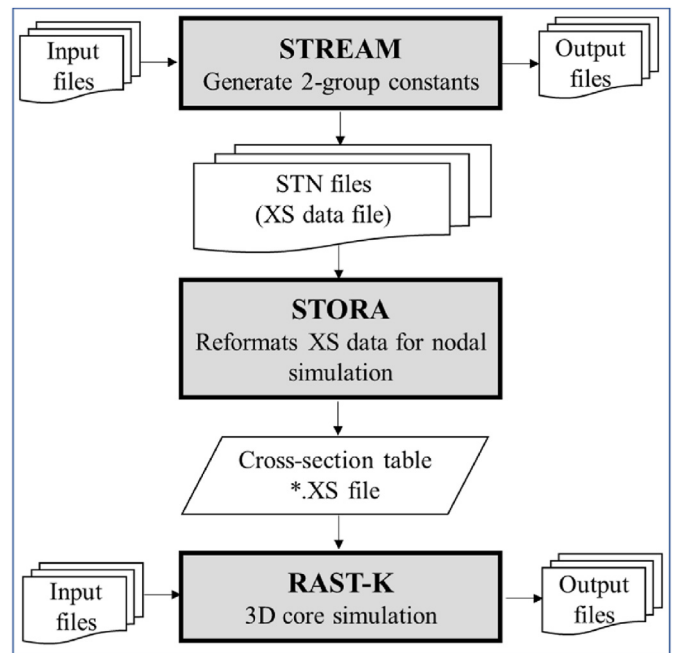 Input
files
STREAM
Generate 2-group constants
Output
files
STN files
(XS data file)
STORA
Reformats XS data for nodal
simulation
Cross-section table
*.XS file
Input
files
RAST-K
3D core simulation
Output
files